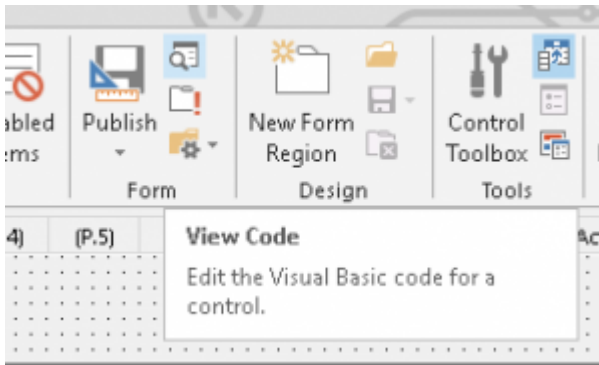 abled
ems
Publish
New Form
Region
Control
Toolbox
Form
Design
Tools
4)
(P.5)
Ac
View Code
Edit the Visual Basic code for a
control.